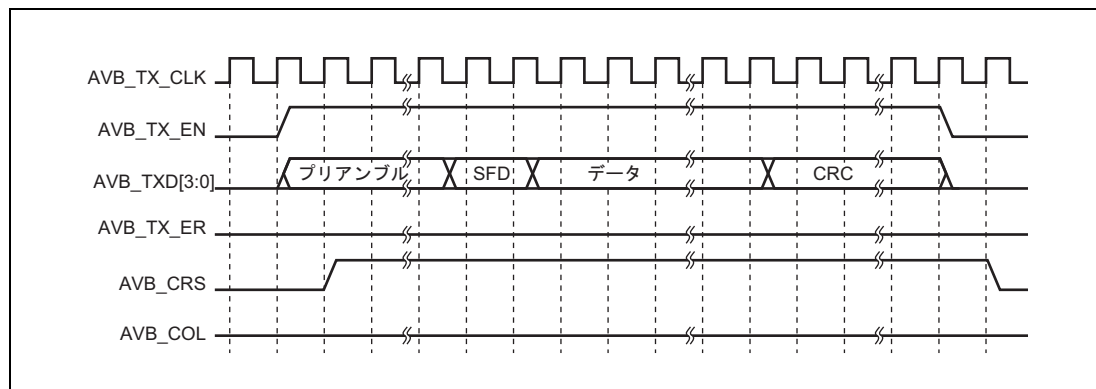 AVB_TX_CLK
AVB_TX_EN
AVB_TXD[3:0]
プリアンブル SFD データ CRC
AVB_TX_ER
AVB_CRS
AVB_COL